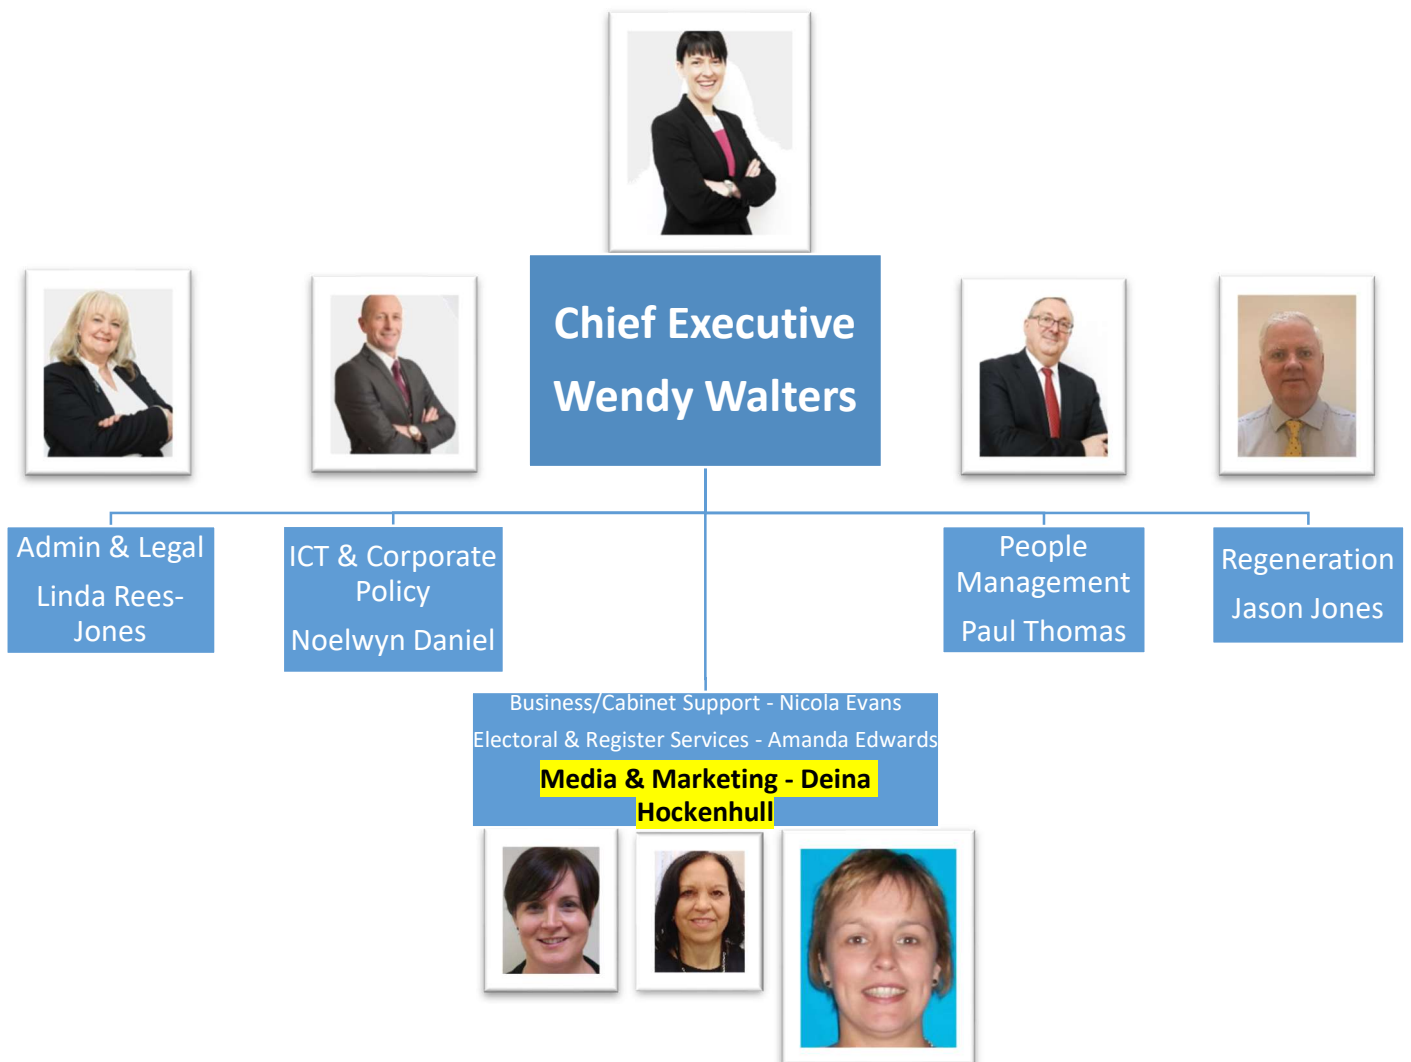 Chief Executive
Wendy Walters
Admin & Legal
Linda Rees-
Jones
ICT & Corporate
Policy
Noelwyn Daniel
People
Management
Paul Thomas
Regeneration
Jason Jones
Business/Cabinet Support - Nicola Evans
Electoral & Register Services - Amanda Edwards
Media & Marketing - Deina
Hockenhull